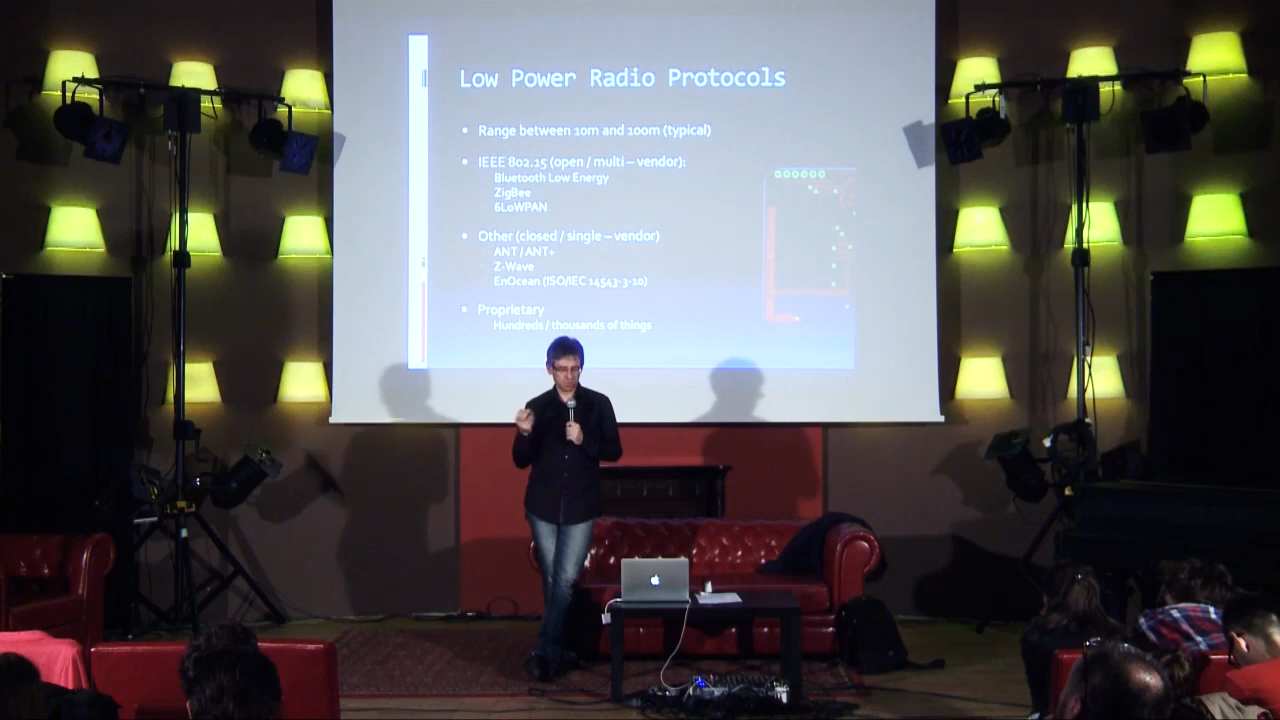 Low Power Radio Protocols
• Range between 10m and 100m (typical)
• IEEE 802.15 (open / multi – vendor):
Bluetooth Low Energy
ZigBee
6LoWPAN
• Other (closed / single – vendor)
ANT / ANT+
Z-Wave
EnOcean (ISO/IEC 14543-3-10)
• Proprietary
Hundreds / thousands of things